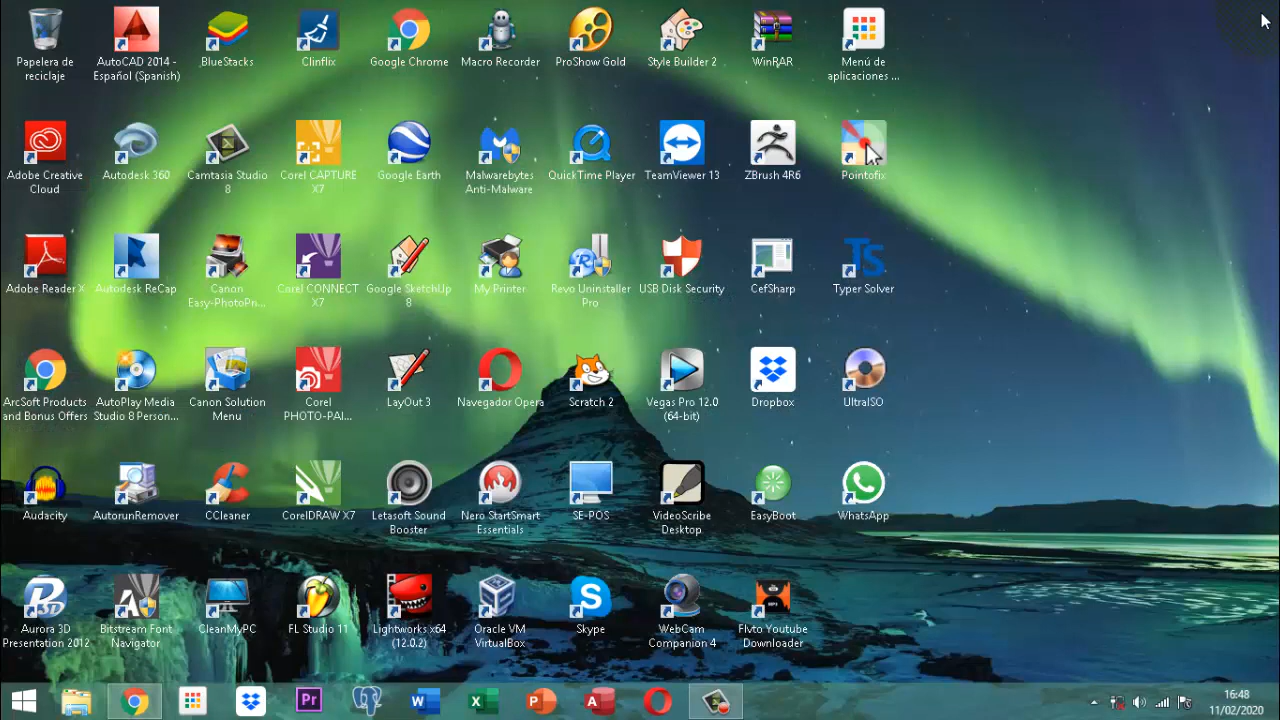 Papelera de
reciclaje
AutoCAD 2014 -
Español (Spanish)
BlueStacks
Clinflix
Google Chrome
Macro Recorder
ProShow Gold
Style Builder 2
WinRAR
Menú de
aplicaciones ...
Adobe Creative
Cloud
Autodesk 360
Camtasia Studio
8
Corel CAPTURE
X7
Google Earth
Malwarebytes
Anti-Malware
QuickTime Player
TeamViewer 13
ZBrush 4R6
Pointofix
Adobe Reader X
Autodesk ReCap
Canon
Easy-PhotoPri...
Corel CONNECT
X7
Google SketchUp
8
My Printer
Revo Uninstaller
Pro
USB Disk Security
CefSharp
TS
Typer Solver
ArcSoft Products
and Bonus Offers
AutoPlay Media
Studio 8 Person...
Canon Solution
Menu
Corel
PHOTO-PAI...
LayOut 3
Navegador Opera
Scratch 2
Vegas Pro 12.0
(64-bit)
Dropbox
UltraISO
Audacity
AutorunRemover
CCleaner
CorelDRAW X7
Letasoft Sound
Booster
Nero StartSmart
Essentials
SE-POS
VideoScribe
Desktop
EasyBoot
WhatsApp
Aurora 3D
Presentation 2012
Bitstream Font
Navigator
CleanMyPC
FL Studio 11
Lightworks x64
(12.0.2)
Oracle VM
VirtualBox
Skype
WebCam
Companion 4
Flvto Youtube
Downloader
Pr
16:48
11/02/2020